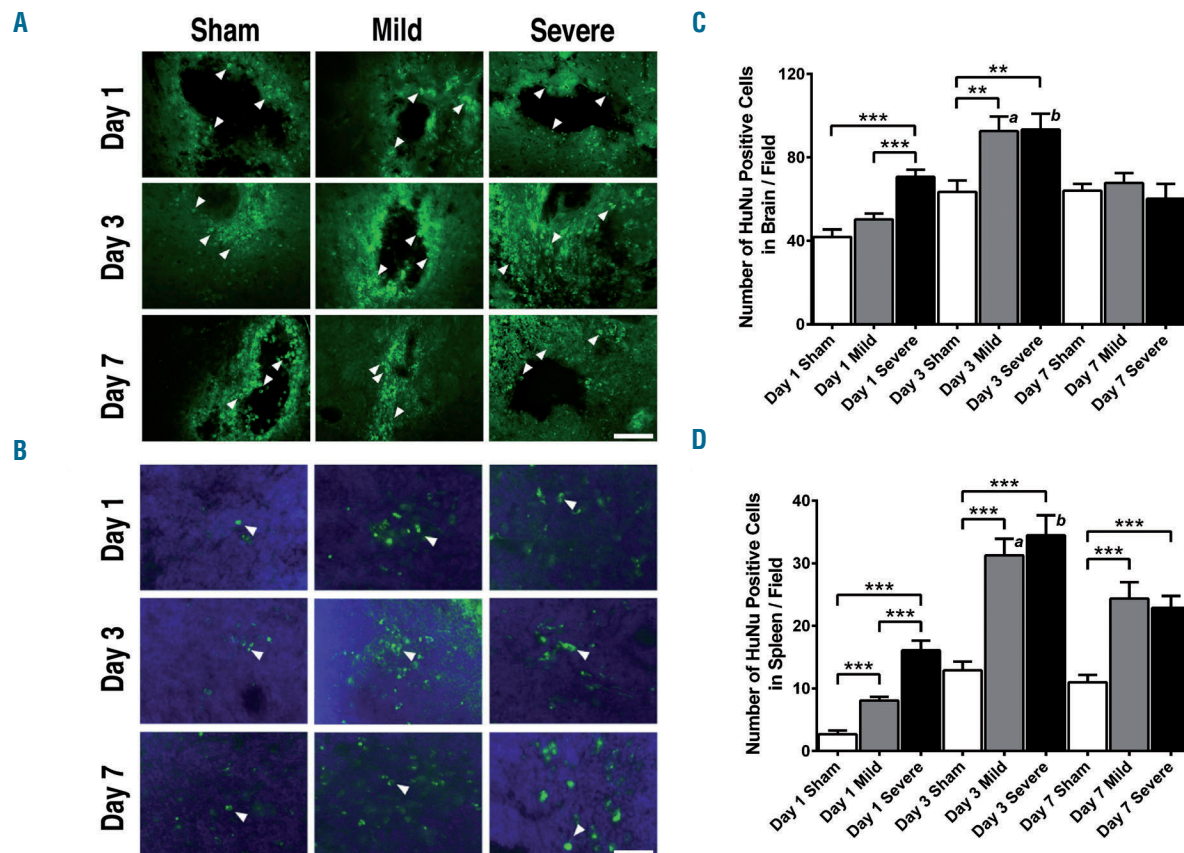 A
Sham Mild Severe
Day 1
Day 3
Day 7
B
Day 1
Day 3
Day 7
C
Number of HuNu Positive Cells
in Brain / Field
120
80
40
0
***
***
**
**
a
b
Day 1 Sham
Day 1 Mild
Day 1 Severe
Day 3 Sham
Day 3 Mild
Day 3 Severe
Day 7 Sham
Day 7 Mild
Day 7 Severe
D
Number of HuNu Positive Cells
in Spleen / Field
40
30
20
10
0
***
***
***
***
***
***
***
a
b
Day 1 Sham
Day 1 Mild
Day 1 Severe
Day 3 Sham
Day 3 Mild
Day 3 Severe
Day 7 Sham
Day 7 Mild
Day 7 Severe